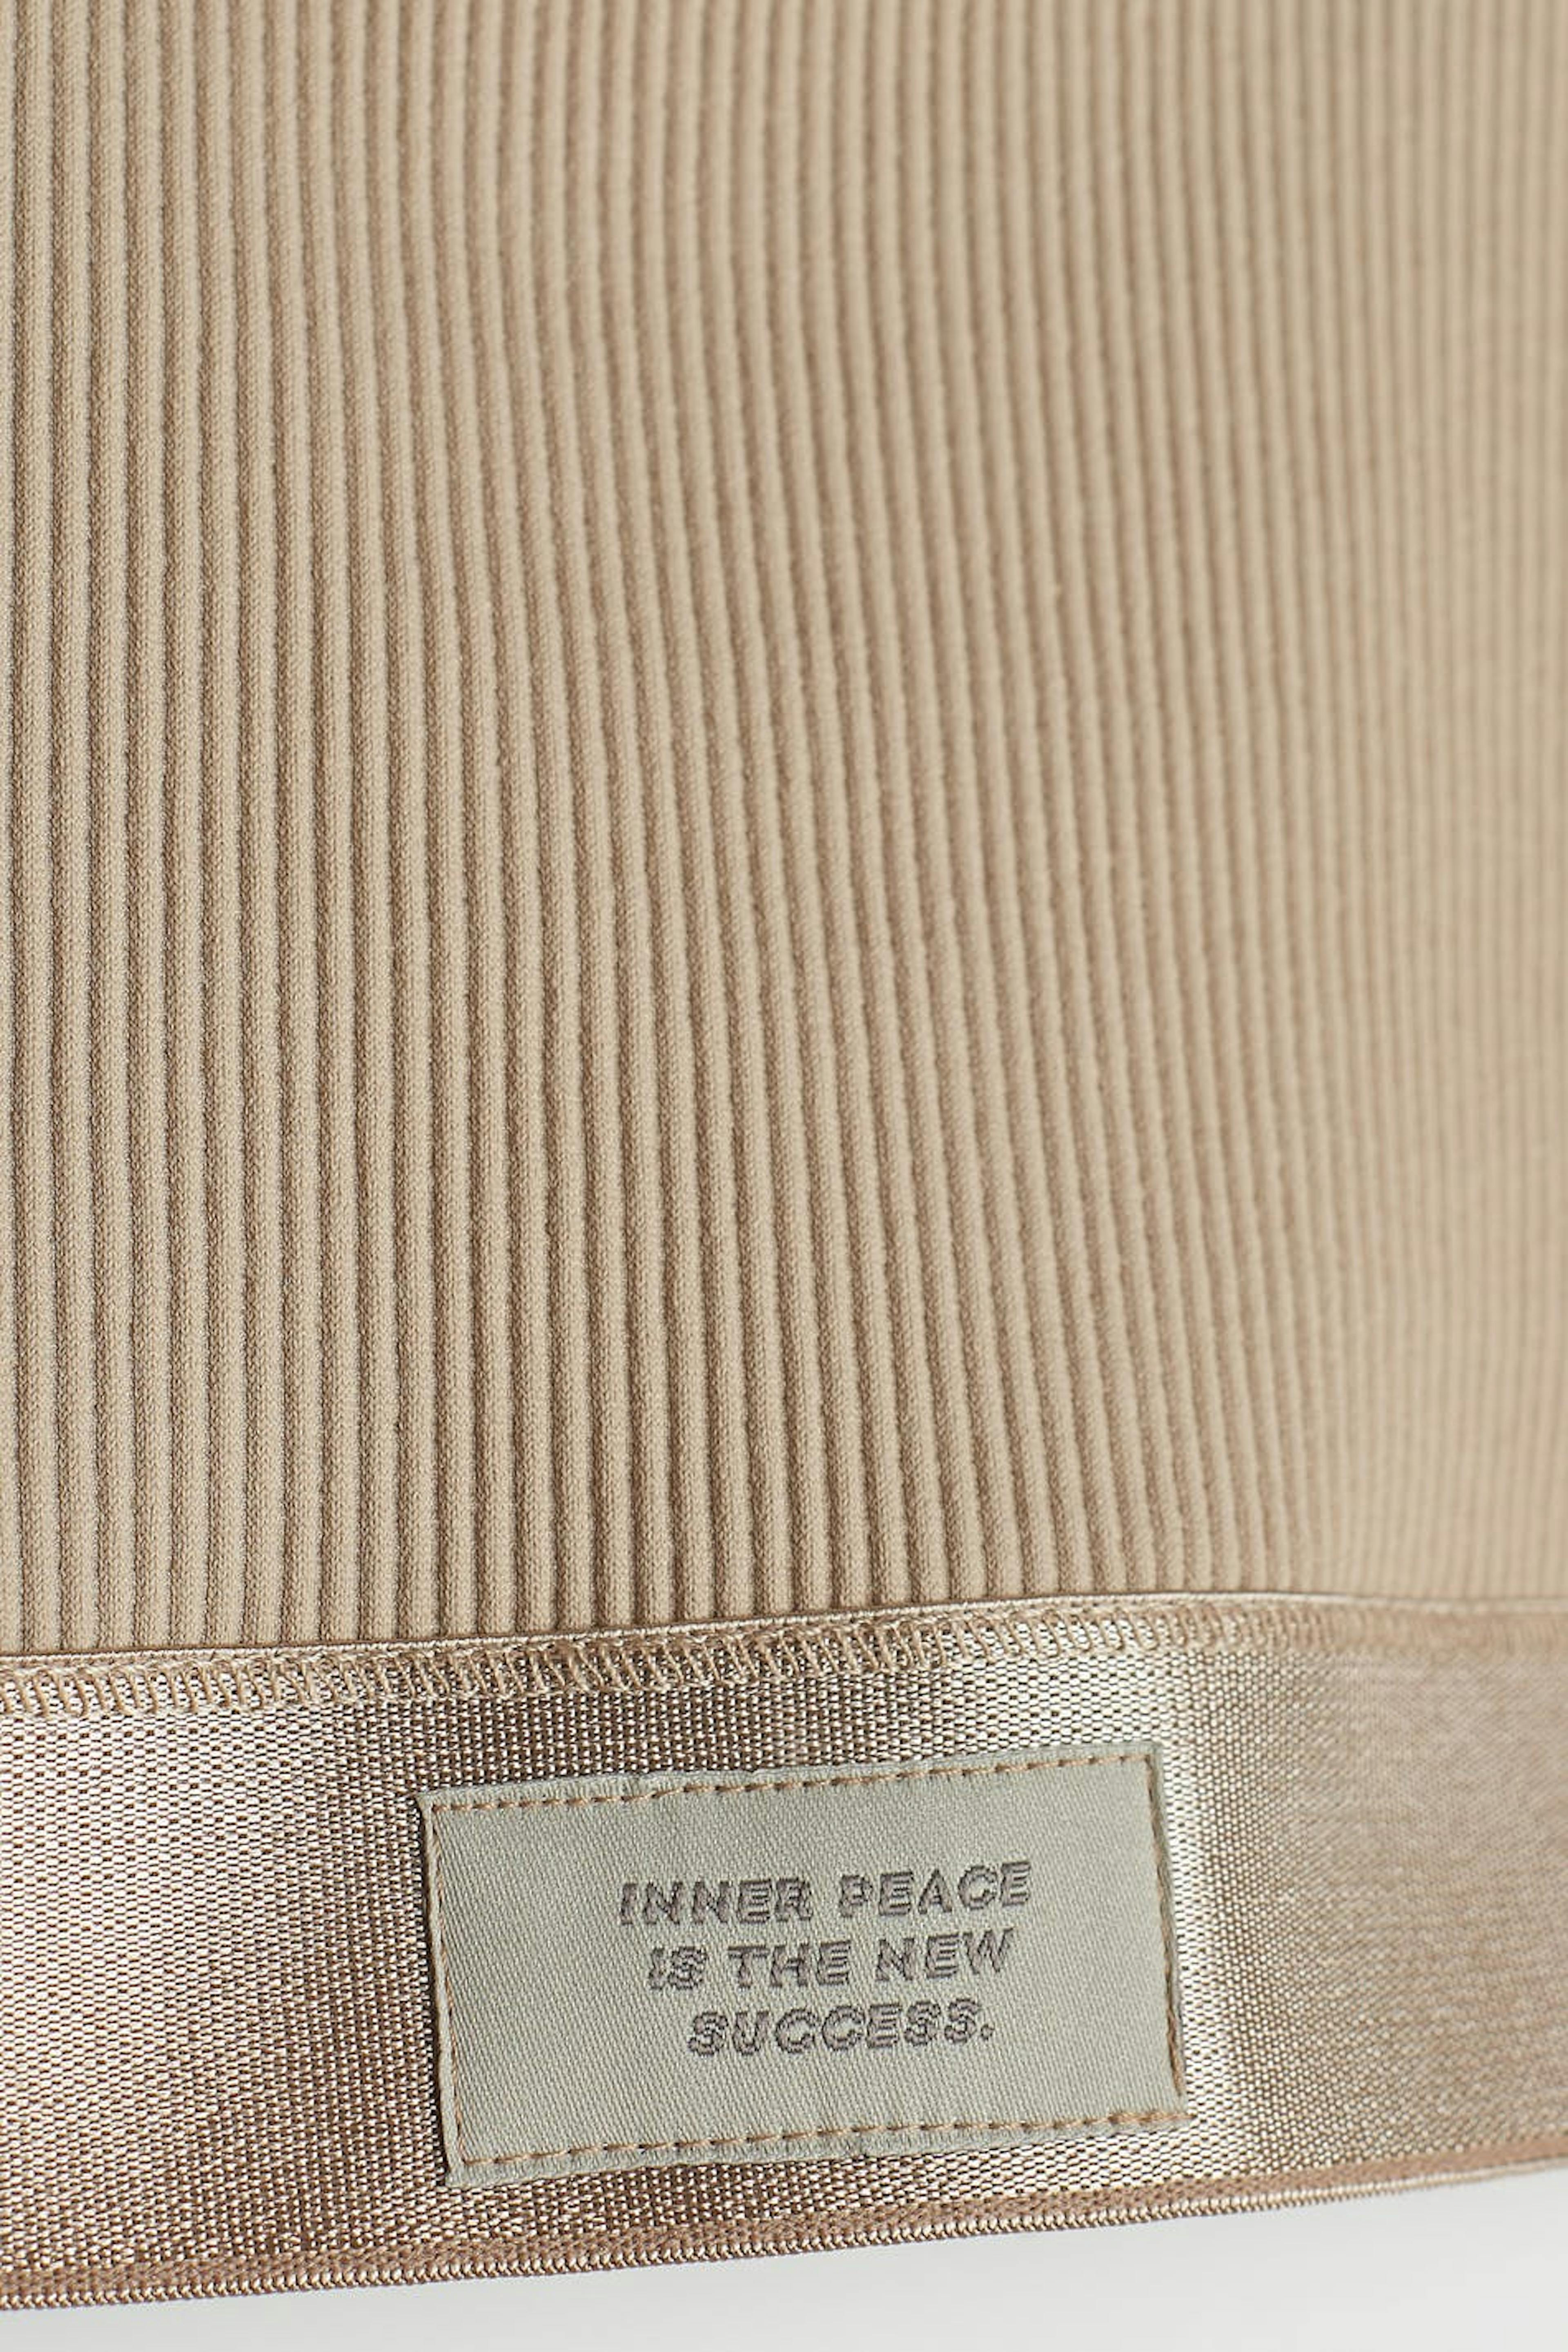 INNER PEACE
IS THE NEW
SUCCESS.